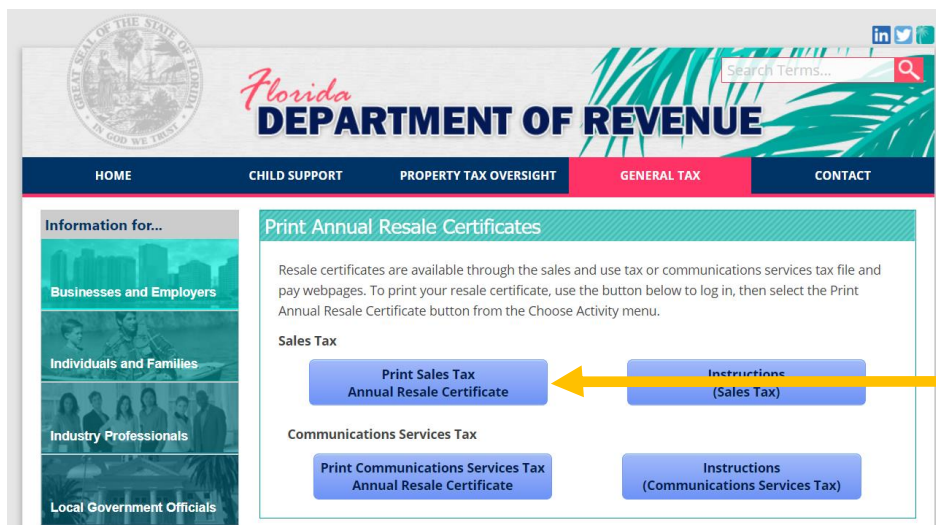 GREAT SEAL OF THE STATE OF FLORIDA
IN GOD WE TRUST
in
Search Terms...
Florida
DEPARTMENT OF REVENUE
HOME
CHILD SUPPORT
PROPERTY TAX OVERSIGHT
GENERAL TAX
CONTACT
Information for...
Businesses and Employers
Individuals and Families
Industry Professionals
Local Government Officials
Print Annual Resale Certificates
Resale certificates are available through the sales and use tax or communications services tax file and
pay webpages. To print your resale certificate, use the button below to log in, then select the Print
Annual Resale Certificate button from the Choose Activity menu.
Sales Tax
Print Sales Tax
Annual Resale Certificate
Instructions
(Sales Tax)
Communications Services Tax
Print Communications Services Tax
Annual Resale Certificate
Instructions
(Communications Services Tax)